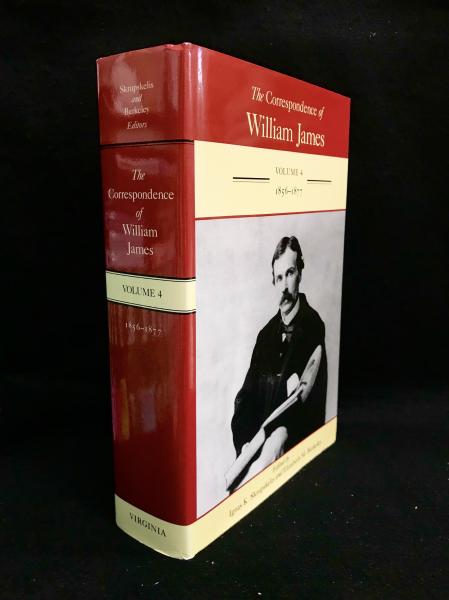 Skrupskelis
and
Berkeley
Editors
The
Correspondence
of
William
James
VOLUME 4
1856–1877
VIRGINIA
The Correspondence of
William James
VOLUME 4
1856–1877
Edited by
Ignas K. Skrupskelis and Elizabeth M. Berkeley